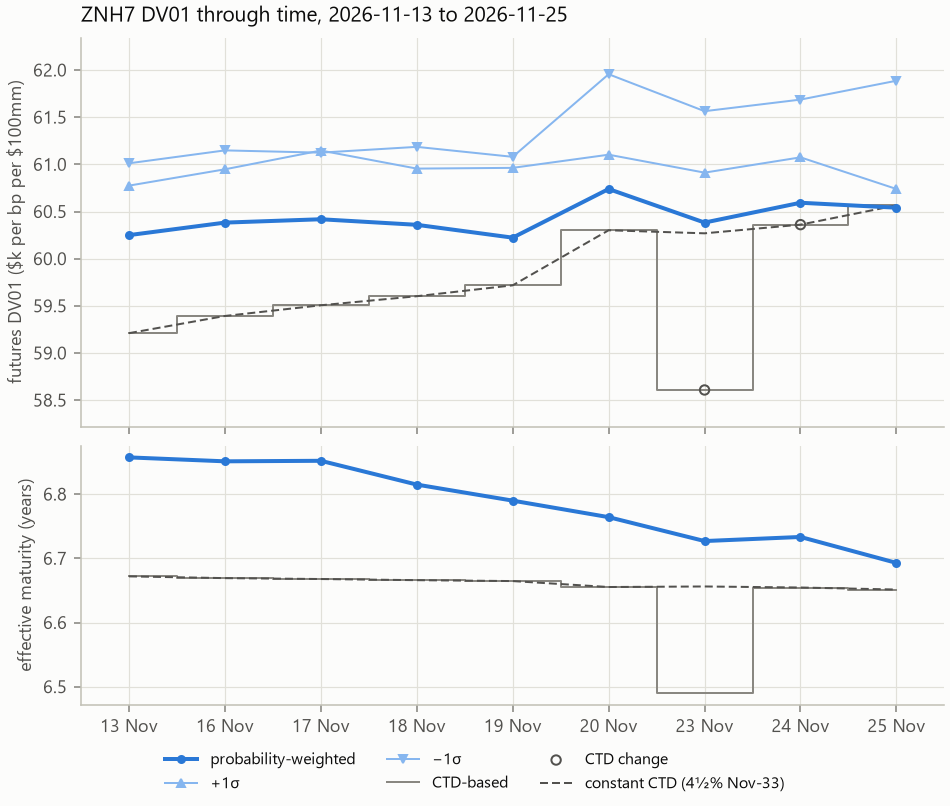 ZNH7 DV01 through time, 2026-11-13 to 2026-11-25
futures DV01 ($k per bp per $100mm)
62.0
61.5
61.0
60.5
60.0
59.5
59.0
58.5
effective maturity (years)
6.8
6.7
6.6
6.5
13 Nov 16 Nov 17 Nov 18 Nov 19 Nov 20 Nov 23 Nov 24 Nov 25 Nov
probability-weighted −1σ CTD change
+1σ CTD-based constant CTD (4½% Nov-33)